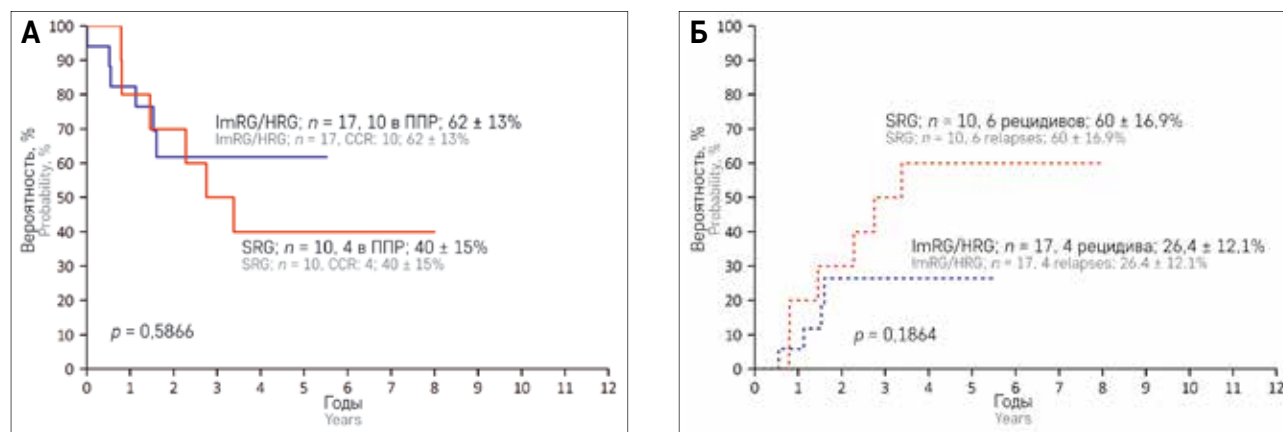 А
100
90
80
70
60
50
40
30
20
10
0
Вероятность, %
Probability, %
ImRG/HRG; n = 17, 10 в ППР; 62 ± 13%
ImRG/HRG; n = 17, CCR: 10; 62 ± 13%
SRG; n = 10, 4 в ППР; 40 ± 15%
SRG; n = 10, CCR: 4; 40 ± 15%
p = 0,5866
0 1 2 3 4 5 6 7 8 9 10 11 12
Годы
Years
Б
100
90
80
70
60
50
40
30
20
10
0
Вероятность, %
Probability, %
SRG; n = 10, 6 рецидивов; 60 ± 16,9%
SRG; n = 10, 6 relapses; 60 ± 16.9%
ImRG/HRG; n = 17, 4 рецидива; 26,4 ± 12,1%
ImRG/HRG; n = 17, 4 relapses; 26.4 ± 12.1%
p = 0,1864
0 1 2 3 4 5 6 7 8 9 10 11 12
Годы
Years